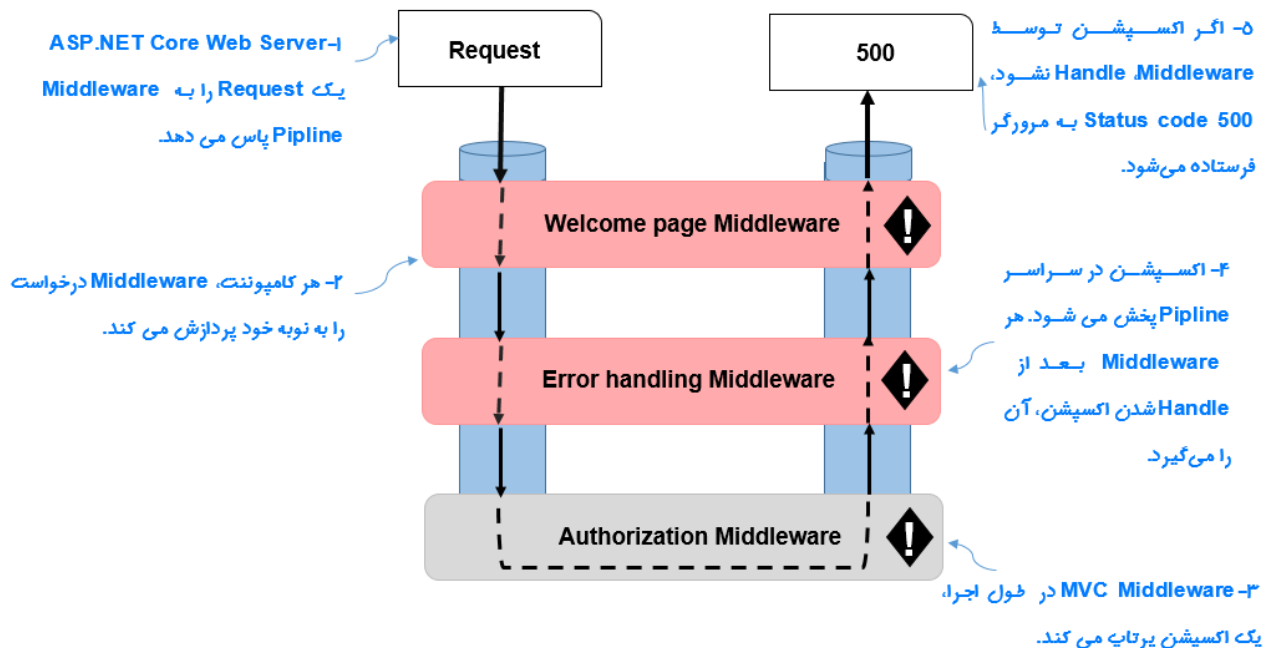 ۱-ASP.NET Core Web Server
یک Request را به Middleware
Pipline پاس می دهد.
Request
500
۵- اگر اکسپشن توسط
Middleware، Handle نشود،
Status code 500 به مرورگر
فرستاده می‌شود.
Welcome page Middleware
۲- هر کامپوننت، Middleware درخواست
را به نوبه خود پردازش می کند.
Error handling Middleware
۴- اکسپشن در سراسر
Pipline پخش می شود. هر
Middleware بعد از
Handle شدن اکسپشن، آن
را می‌گیرد.
Authorization Middleware
۳-MVC Middleware در طول اجرا،
یک اکسپشن پرتاب می کند.